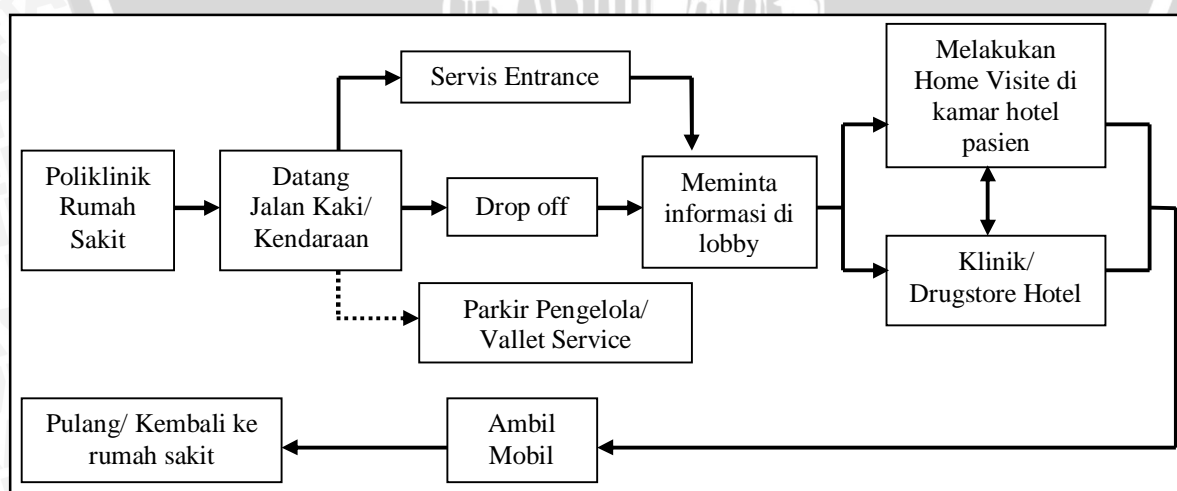 Servis Entrance
Melakukan
Home Visite di
kamar hotel
pasien
Poliklinik
Rumah
Sakit
Datang
Jalan Kaki/
Kendaraan
Drop off
Meminta
informasi di
lobby
Klinik/
Drugstore Hotel
Parkir Pengelola/
Vallet Service
Pulang/ Kembali ke
rumah sakit
Ambil
Mobil